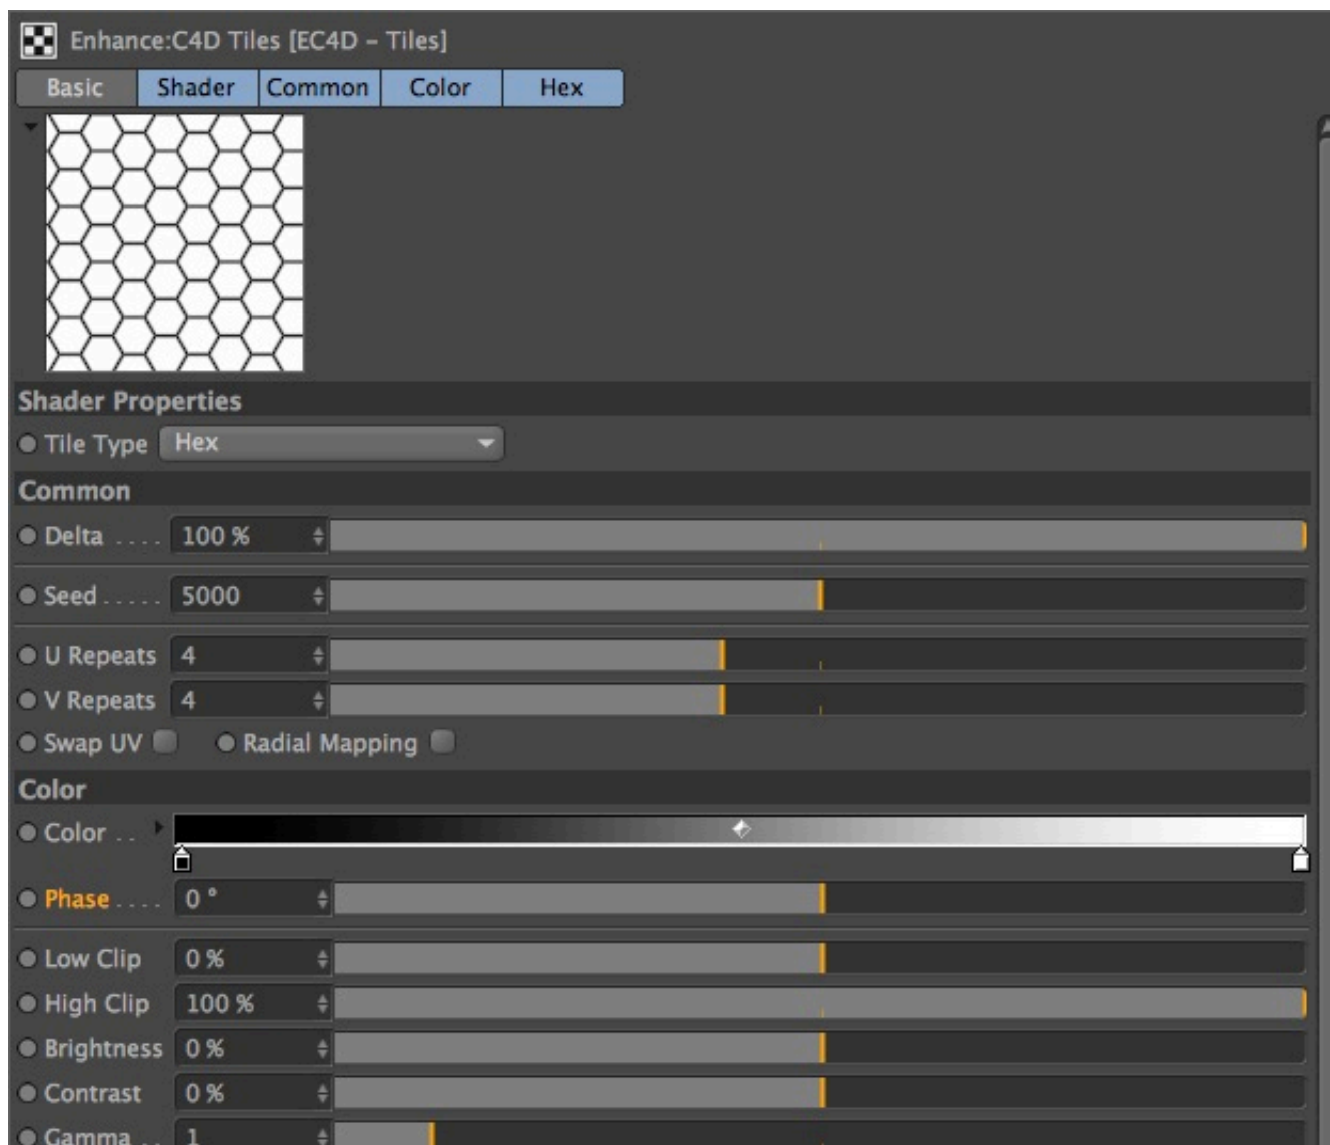 Enhance:C4D Tiles [EC4D – Tiles]
Basic Shader Common Color Hex
Shader Properties
Tile Type Hex
Common
Delta .... 100 %
Seed ..... 5000
U Repeats 4
V Repeats 4
Swap UV Radial Mapping
Color
Color ..
Phase .... 0 °
Low Clip 0 %
High Clip 100 %
Brightness 0 %
Contrast 0 %
Gamma .. 1